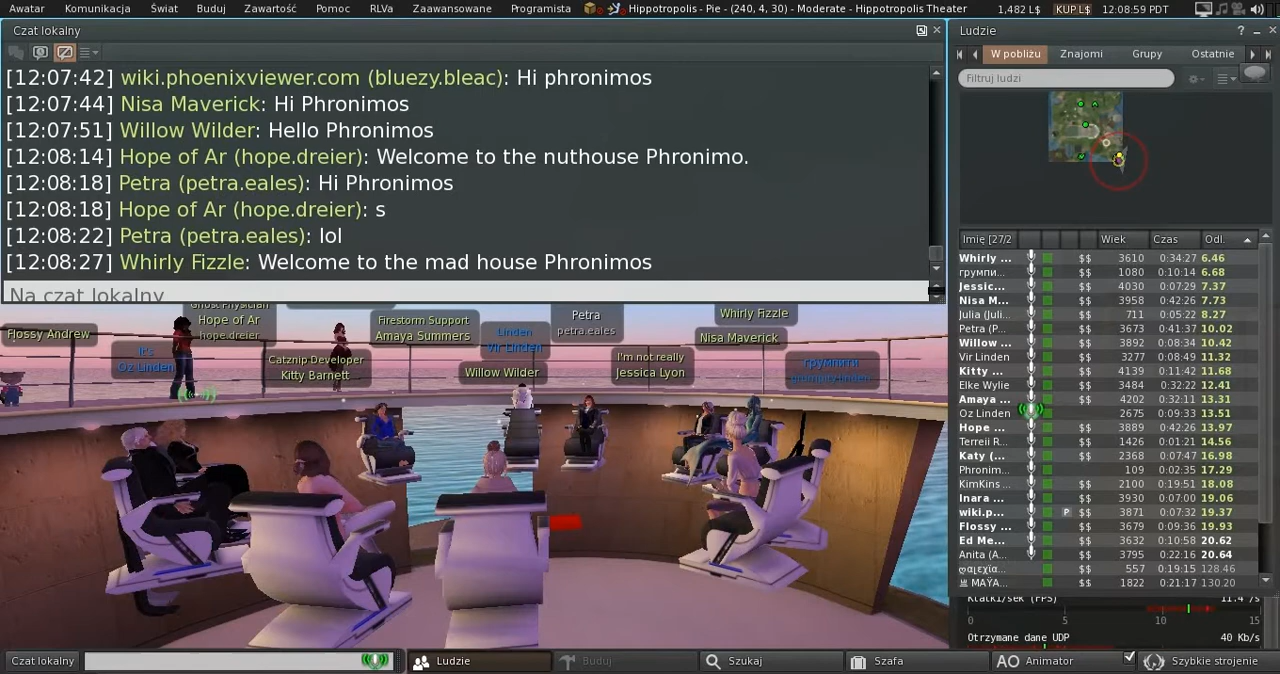 Awatar Komunikacja Świat Buduj Zawartość Pomoc RLVa Zaawansowane Programista Hippotropolis - Pie - (240, 4, 30) - Moderate - Hippotropolis Theater 1,482 L$ KUP L$ 12:08:59 PDT
Czat lokalny
[12:07:42] wiki.phoenixviewer.com (bluezy.bleac): Hi phronimos
[12:07:44] Nisa Maverick: Hi Phronimos
[12:07:51] Willow Wilder: Hello Phronimos
[12:08:14] Hope of Ar (hope.dreier): Welcome to the nuthouse Phronimo.
[12:08:18] Petra (petra.eales): Hi Phronimos
[12:08:18] Hope of Ar (hope.dreier): s
[12:08:22] Petra (petra.eales): lol
[12:08:27] Whirly Fizzle: Welcome to the mad house Phronimos
Na czat lokalny
Ludzie
W pobliżu Znajomi Grupy Ostatnie
Filtruj ludzi
Imię [27/2 Wiek Czas Odl.
Whirly ... $$ 3610 0:34:27 6.46
грумпи... $$ 1080 0:10:14 6.68
Jessic... $$ 4030 0:07:29 7.37
Nisa M... $$ 3958 0:42:26 7.73
Julia (Juli... $$ 711 0:05:22 8.27
Petra (P... $$ 3673 0:41:37 10.02
Willow ... $$ 3892 0:08:34 10.42
Vir Linden $$ 3277 0:08:49 11.32
Kitty ... $$ 4139 0:11:42 11.68
Elke Wylie $$ 3484 0:32:22 12.41
Amaya ... $$ 4202 0:32:11 13.31
Oz Linden 2675 0:09:33 13.51
Hope ... $$ 3889 0:42:26 13.97
Terreii R... $$ 1426 0:01:21 14.56
Katy (... $$ 2368 0:07:47 16.98
Phronim... 109 0:02:35 17.29
KimKins ... $$ 2100 0:19:51 18.08
Inara ... $$ 3930 0:07:00 19.06
wiki.p... P $$ 3871 0:07:32 19.37
Flossy ... $$ 3679 0:09:36 19.93
Ed Me... $$ 3632 0:10:58 20.62
Anita (A... $$ 3795 0:22:16 20.64
$$ 557 0:19:15 128.46
$$ 1822 0:21:17 130.20
Klatki/sek (FPS) 11.4 /s
0 5 10 15
Otrzymane dane UDP 40 Kb/s
Flossy Andrew
It's
Oz Linden
Ghost Physician
Hope of Ar
hope.dreier
Catznip Developer
Kitty Barnett
Firestorm Support
Amaya Summers
Linden
Vir Linden
Willow Wilder
Petra
petra.eales
I'm not really
Jessica Lyon
Whirly Fizzle
Nisa Maverick
грумпити
Czat lokalny Ludzie Buduj Szukaj Szafa AO Animator Szybkie strojenie